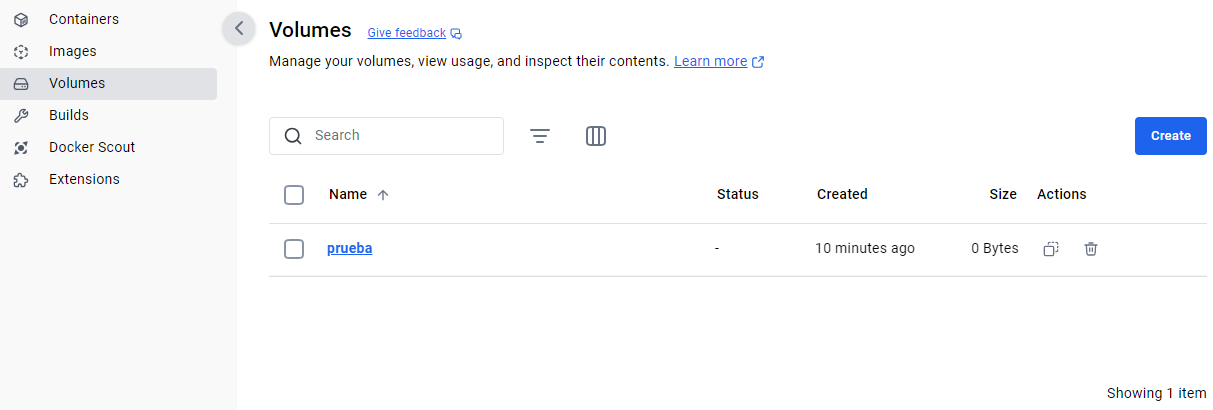 Containers
Images
Volumes
Builds
Docker Scout
Extensions
Volumes Give feedback
Manage your volumes, view usage, and inspect their contents. Learn more
Search
Create
Name Status Created Size Actions
prueba - 10 minutes ago 0 Bytes
Showing 1 item